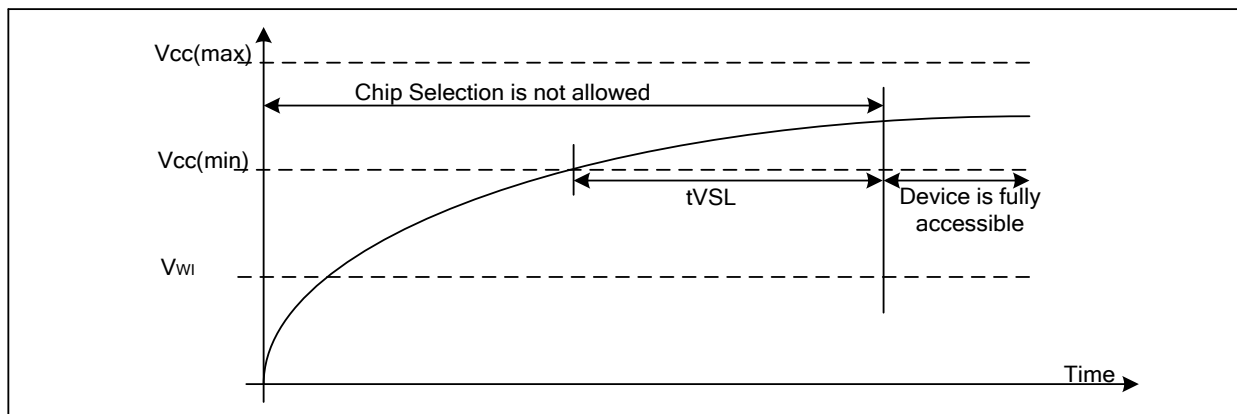 Vcc(max)
Chip Selection is not allowed
Vcc(min)
tVSL
Device is fully
accessible
VWI
Time